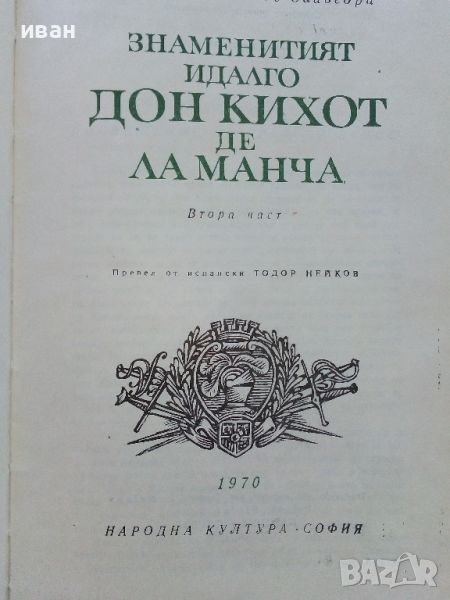 иван
ЗНАМЕНИТИЯТ
ИДАЛГО
ДОН КИХОТ
ДЕ
ЛА МАНЧА
Втора част
Превел от испански ТОДОР НЕЙКОВ
1970
НАРОДНА КУЛТУРА · СОФИЯ
BAZAR